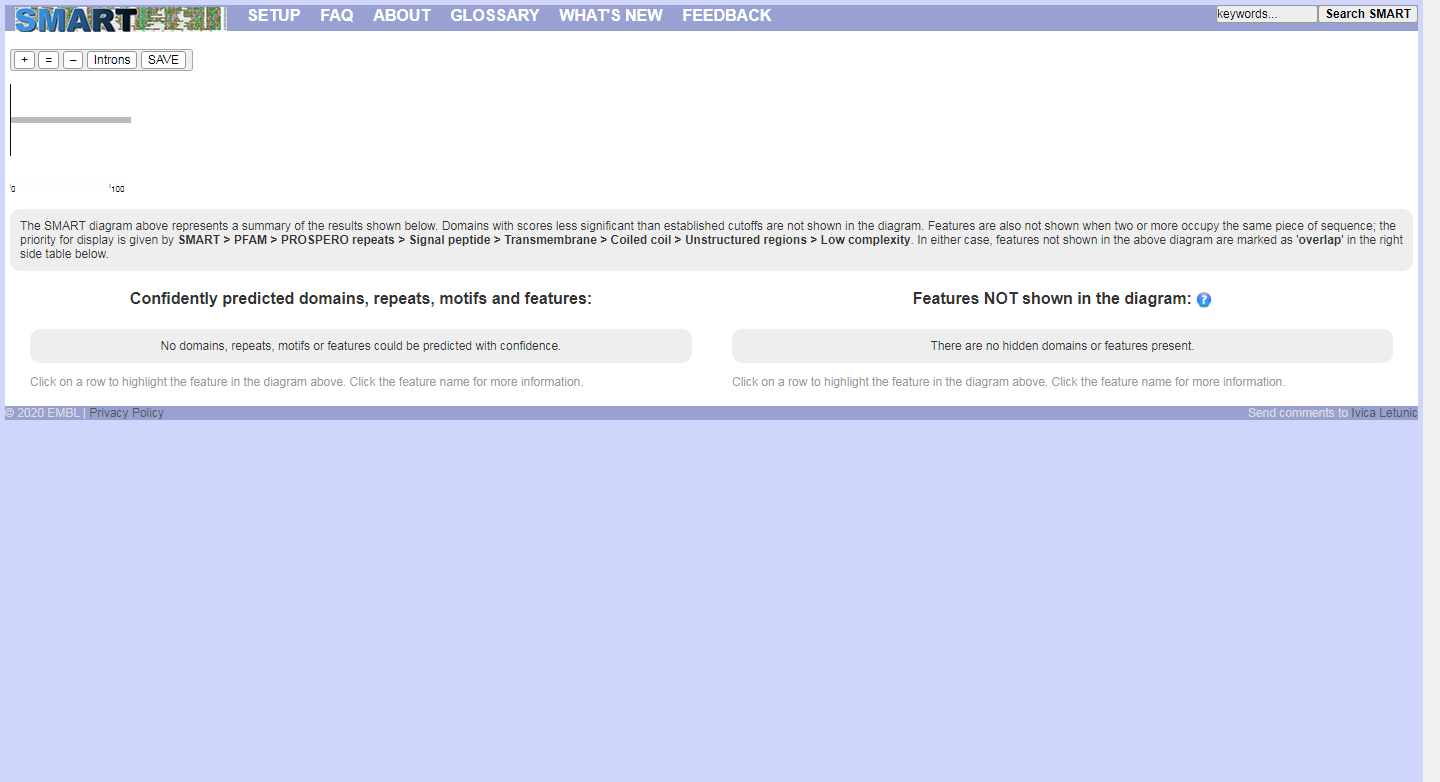 SMART SETUP FAQ ABOUT GLOSSARY WHAT'S NEW FEEDBACK keywords... Search SMART
+ = – Introns SAVE
0 100
The SMART diagram above represents a summary of the results shown below. Domains with scores less significant than established cutoffs are not shown in the diagram. Features are also not shown when two or more occupy the same piece of sequence; the
priority for display is given by SMART > PFAM > PROSPERO repeats > Signal peptide > Transmembrane > Coiled coil > Unstructured regions > Low complexity. In either case, features not shown in the above diagram are marked as 'overlap' in the right
side table below.
Confidently predicted domains, repeats, motifs and features:
No domains, repeats, motifs or features could be predicted with confidence.
Click on a row to highlight the feature in the diagram above. Click the feature name for more information.
Features NOT shown in the diagram: ?
There are no hidden domains or features present.
Click on a row to highlight the feature in the diagram above. Click the feature name for more information.
© 2020 EMBL | Privacy Policy Send comments to Ivica Letunic